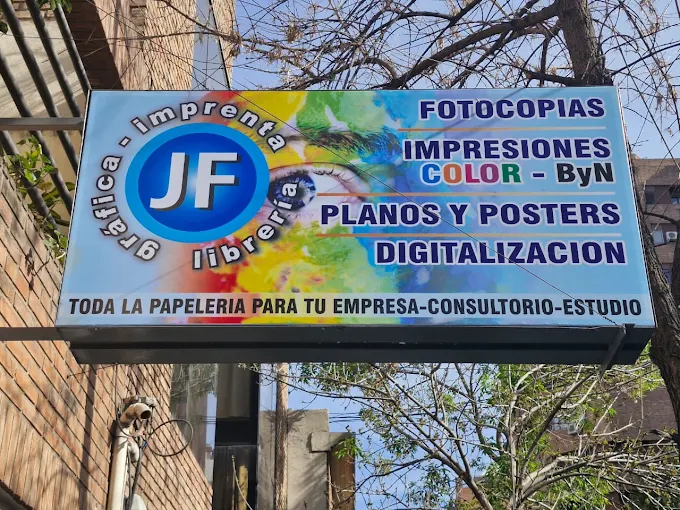 gráfica - imprenta
JF
librería
FOTOCOPIAS
IMPRESIONES
COLOR - ByN
PLANOS Y POSTERS
DIGITALIZACION
TODA LA PAPELERIA PARA TU EMPRESA-CONSULTORIO-ESTUDIO